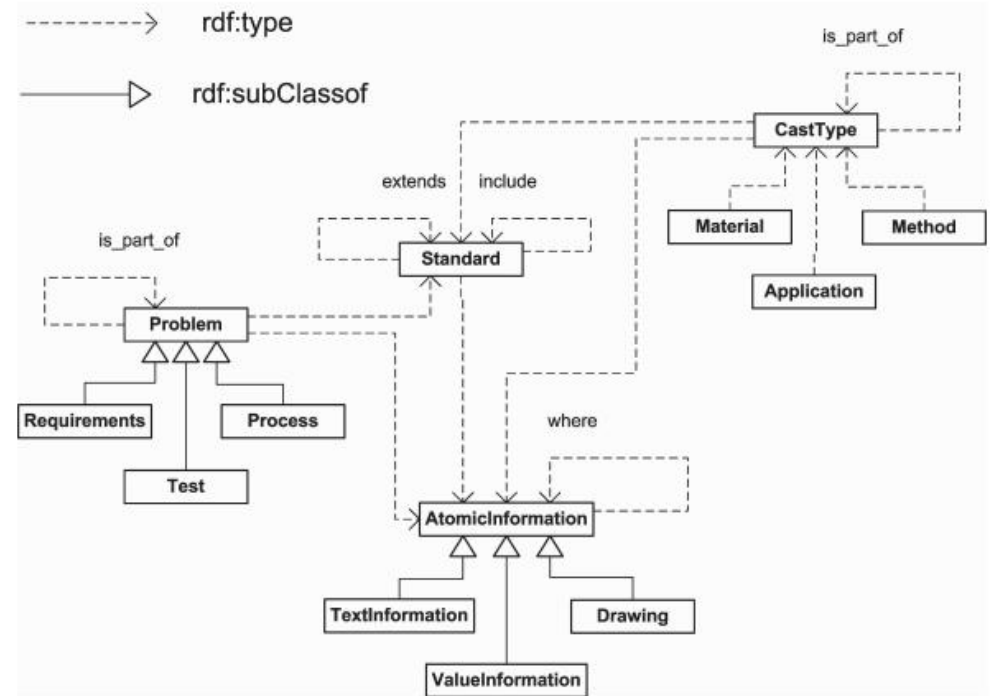 rdf:type
rdf:subClassof
is_part_of
CastType
extends include
Material
Method
is_part_of
Standard
Application
Problem
Requirements
Process
where
Test
AtomicInformation
TextInformation
Drawing
ValueInformation